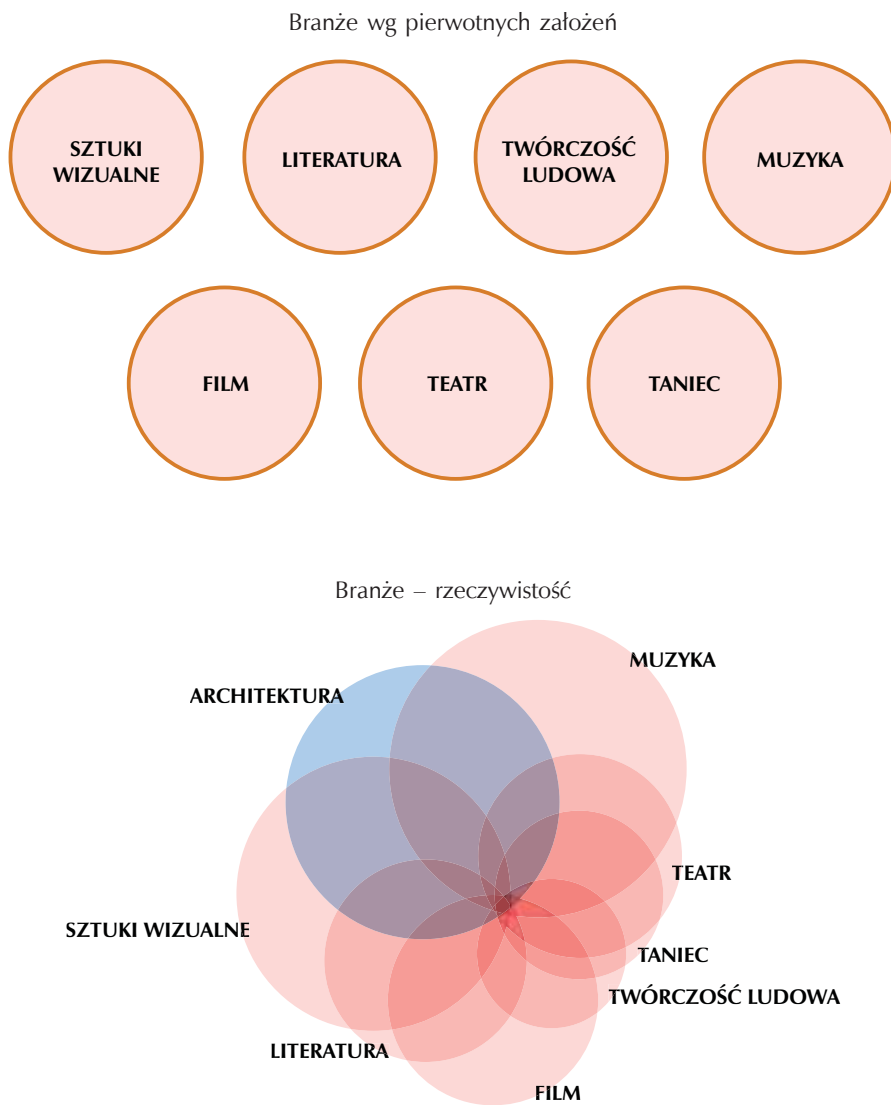 Branże wg pierwotnych założeń
SZTUKI
WIZUALNE
LITERATURA
TWÓRCZOŚĆ
LUDOWA
MUZYKA
FILM
TEATR
TANIEC
Branże – rzeczywistość
MUZYKA
ARCHITEKTURA
TEATR
SZTUKI WIZUALNE
TANIEC
TWÓRCZOŚĆ LUDOWA
LITERATURA
FILM